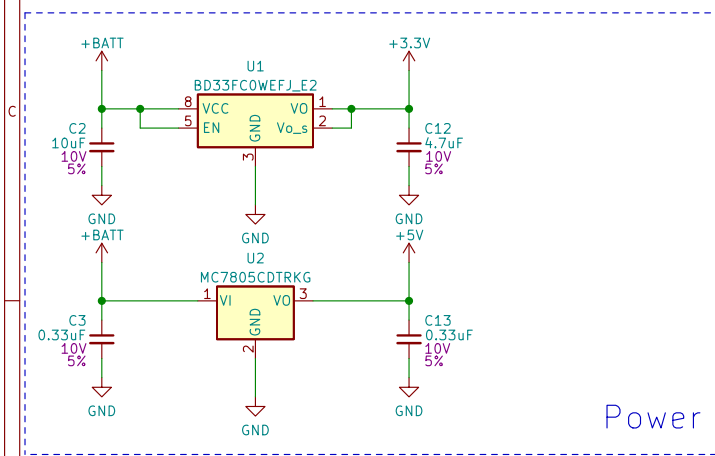 C
+BATT
U1
BD33FC0WEFJ_E2
8 VCC
5 EN
GND
3
VO 1
Vo_s 2
+3.3V
C2
10uF
10V
5%
GND
GND
C12
4.7uF
10V
5%
GND
+BATT
U2
MC7805CDTRKG
1 VI
GND
2
VO 3
+5V
C3
0.33uF
10V
5%
GND
GND
C13
0.33uF
10V
5%
GND
Power